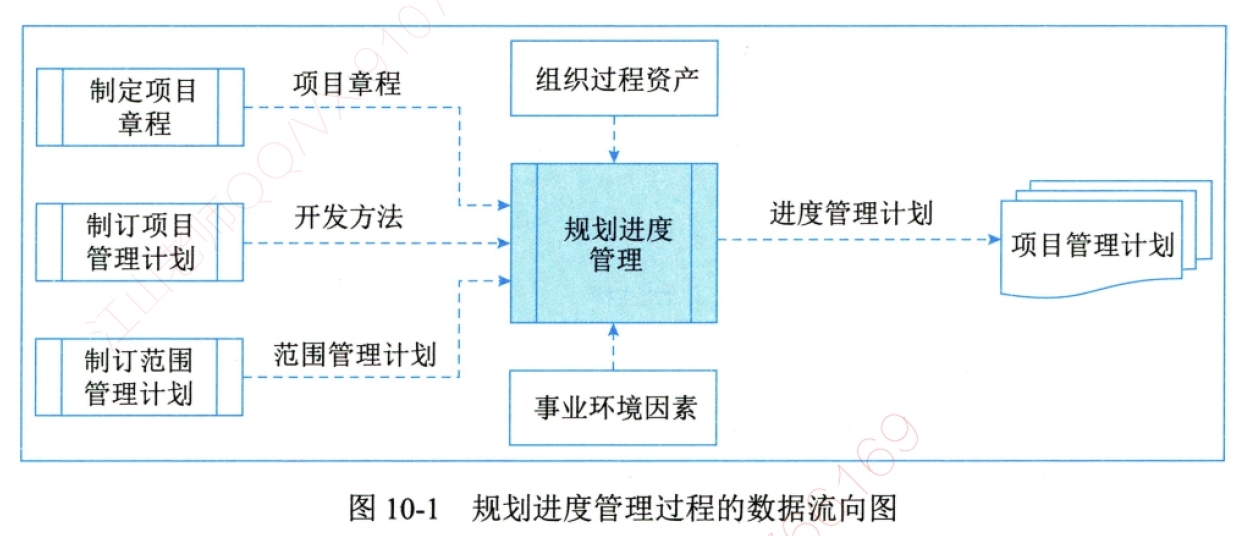 制定项目
章程
项目章程
组织过程资产
制订项目
管理计划
开发方法
规划进度
管理
进度管理计划
项目管理计划
制订范围
管理计划
范围管理计划
事业环境因素
图 10-1 规划进度管理过程的数据流向图